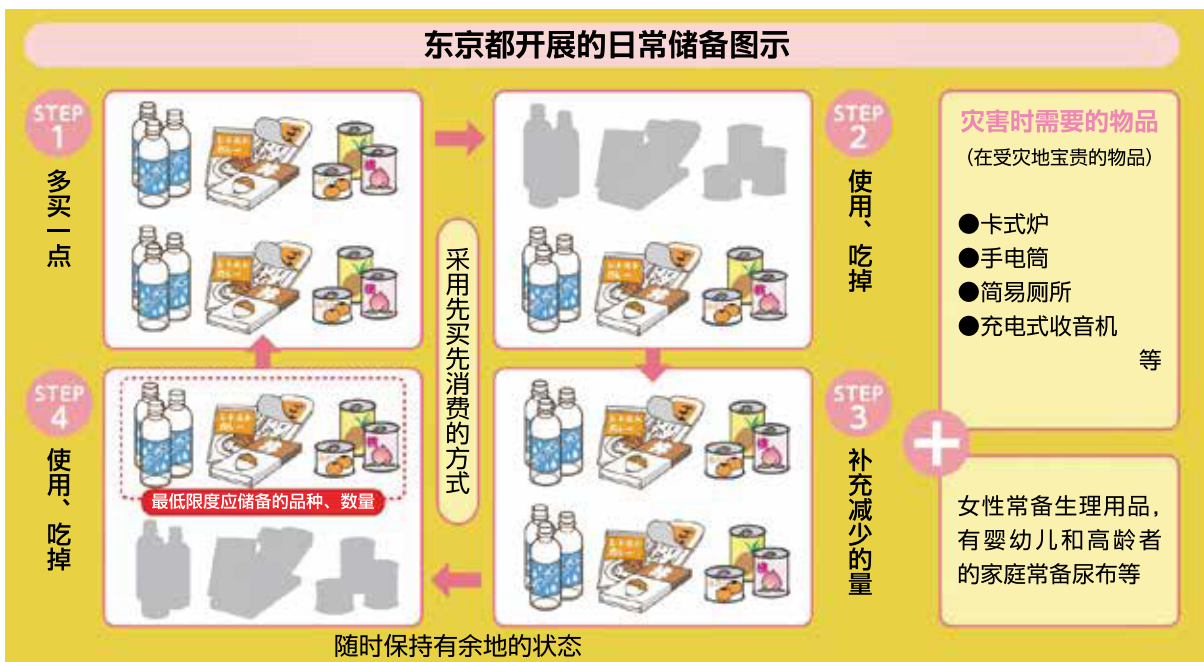 东京都开展的日常储备图示
STEP
1
多买一点
STEP
2
使用、吃掉
采用先买先消费的方式
STEP
3
补充减少的量
STEP
4
使用、吃掉
最低限度应储备的品种、数量
随时保持有余地的状态
灾害时需要的物品
（在受灾地宝贵的物品）
●卡式炉
●手电筒
●简易厕所
●充电式收音机
等
+
女性常备生理用品，
有婴幼儿和高龄者
的家庭常备尿布等